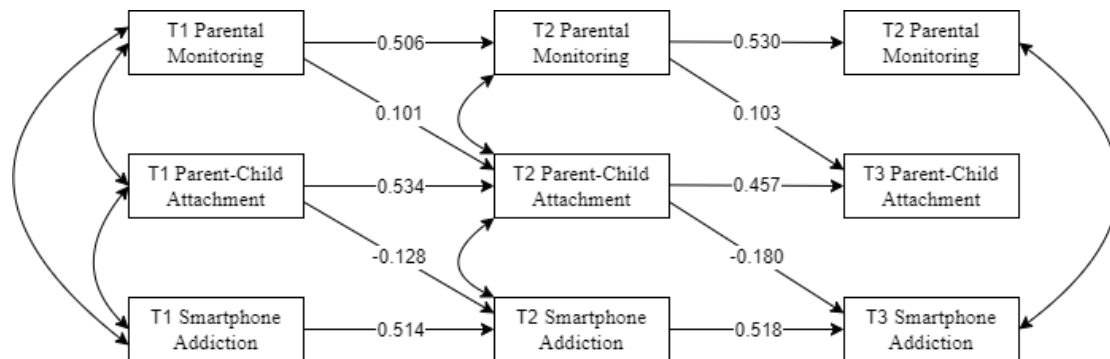 T1 Parental
Monitoring
0.506
T2 Parental
Monitoring
0.530
T2 Parental
Monitoring
0.101
0.103
T1 Parent-Child
Attachment
0.534
T2 Parent-Child
Attachment
0.457
T3 Parent-Child
Attachment
-0.128
-0.180
T1 Smartphone
Addiction
0.514
T2 Smartphone
Addiction
0.518
T3 Smartphone
Addiction